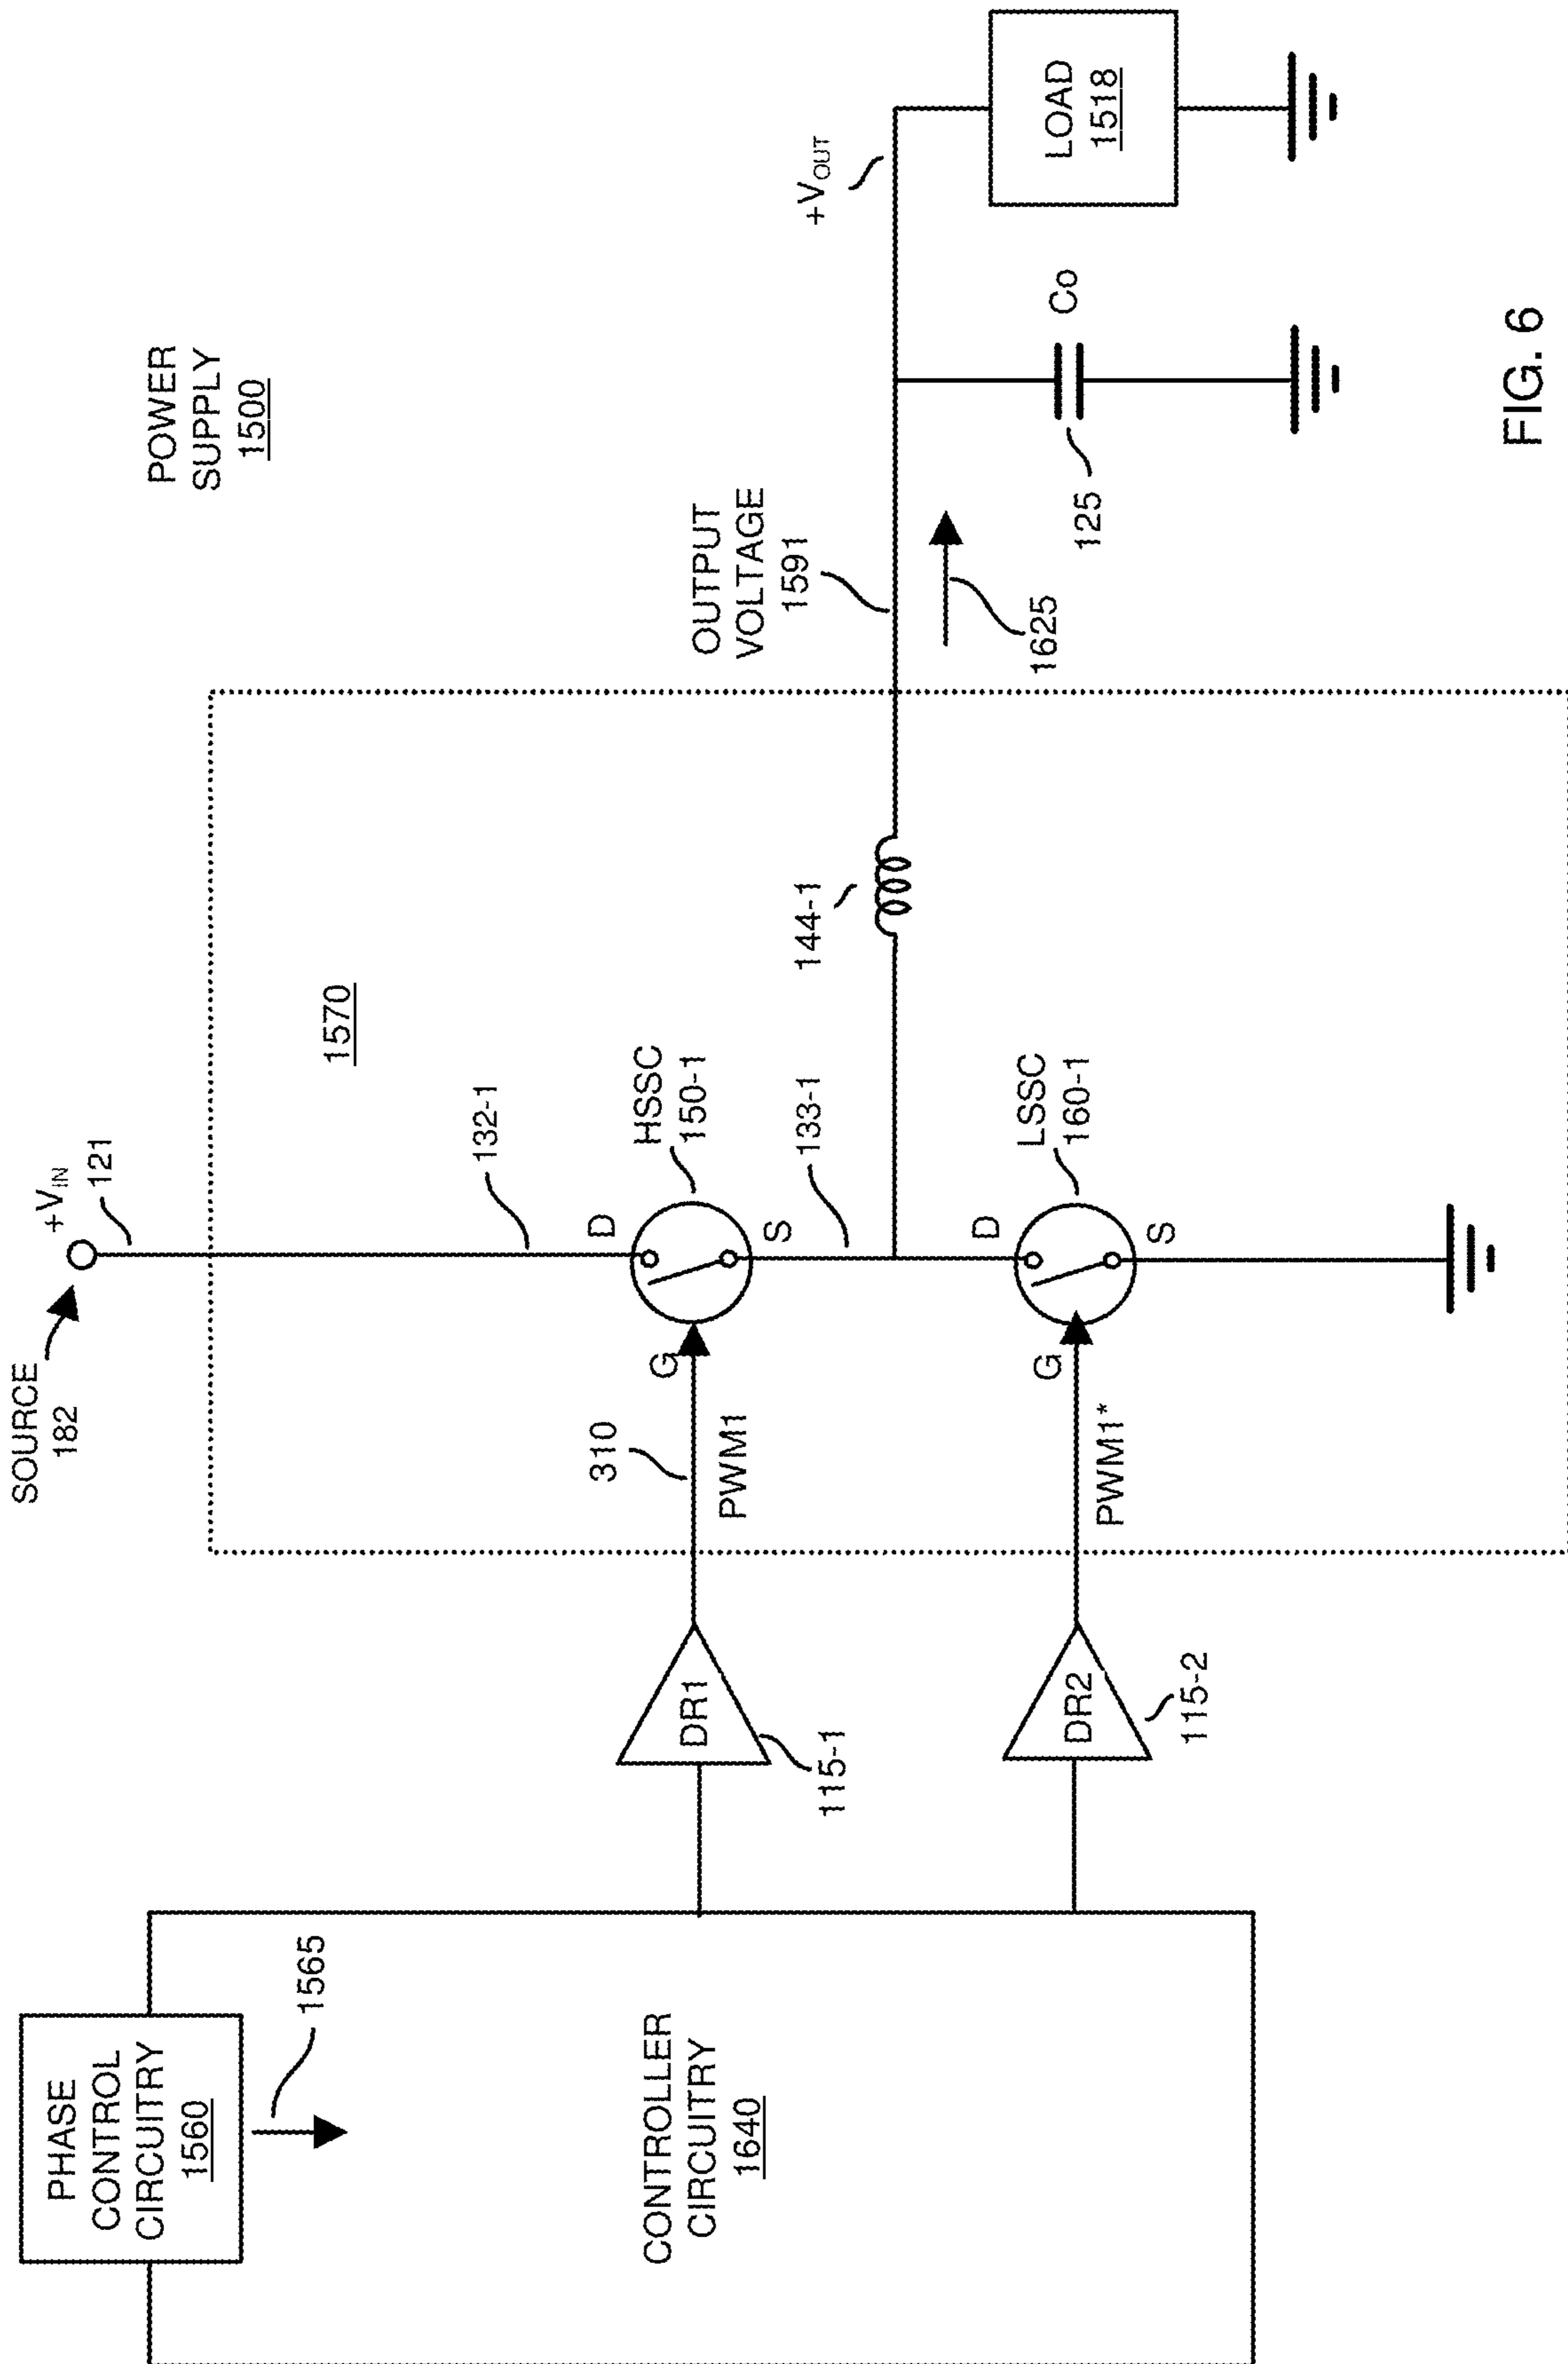 POWER
SUPPLY
1500
SOURCE
182
+VIN
121
PHASE
CONTROL
CIRCUITRY
1560
1565
CONTROLLER
CIRCUITRY
1640
DR1
115-1
DR2
115-2
310
PWM1
PWM1*
1570
132-1
D
G
S
HSSC
150-1
133-1
D
G
S
LSSC
160-1
144-1
OUTPUT
VOLTAGE
1591
1625
+VOUT
Co
125
LOAD
1518
FIG. 6